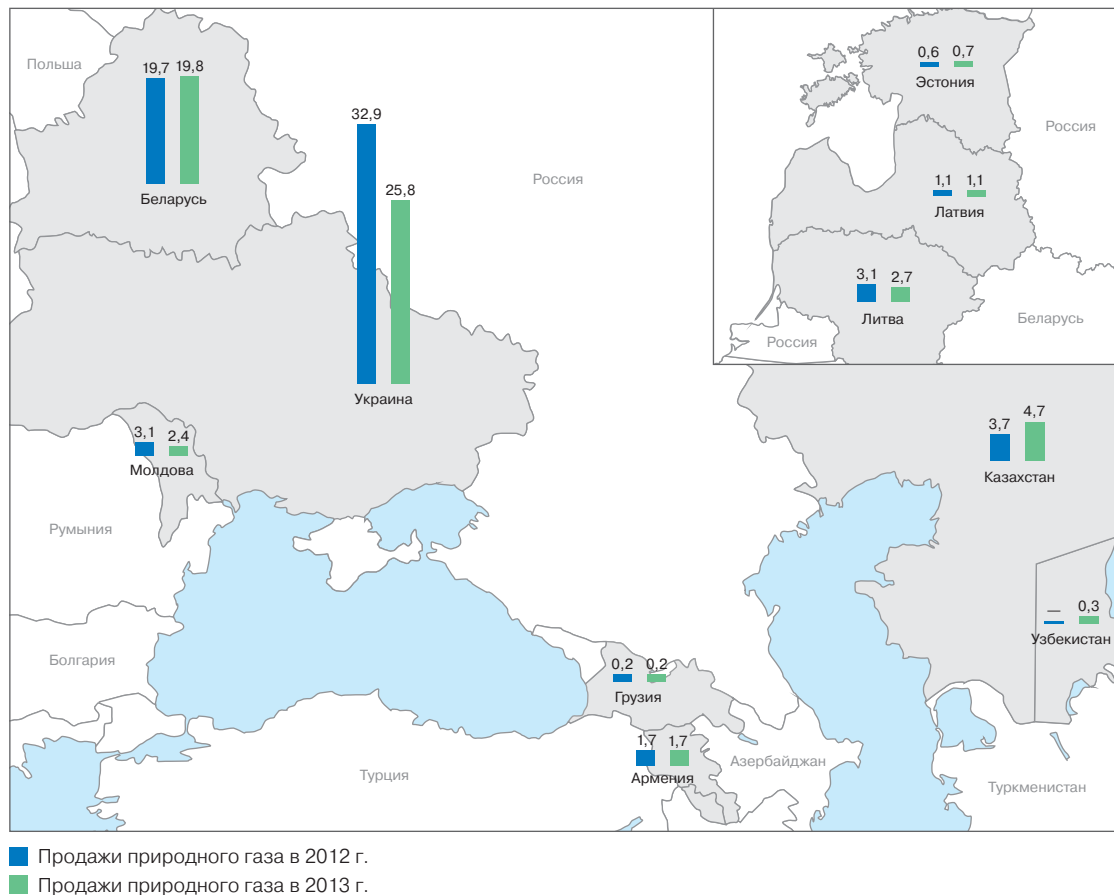 Польша
19,7 19,8
Беларусь
32,9
25,8
Украина
Россия
3,1 2,4
Молдова
Румыния
Болгария
Турция
0,2 0,2
Грузия
1,7 1,7
Армения
Азербайджан
0,6 0,7
Эстония
Россия
1,1 1,1
Латвия
3,1 2,7
Литва
Россия
Беларусь
3,7 4,7
Казахстан
— 0,3
Узбекистан
Туркменистан
Продажи природного газа в 2012 г.
Продажи природного газа в 2013 г.